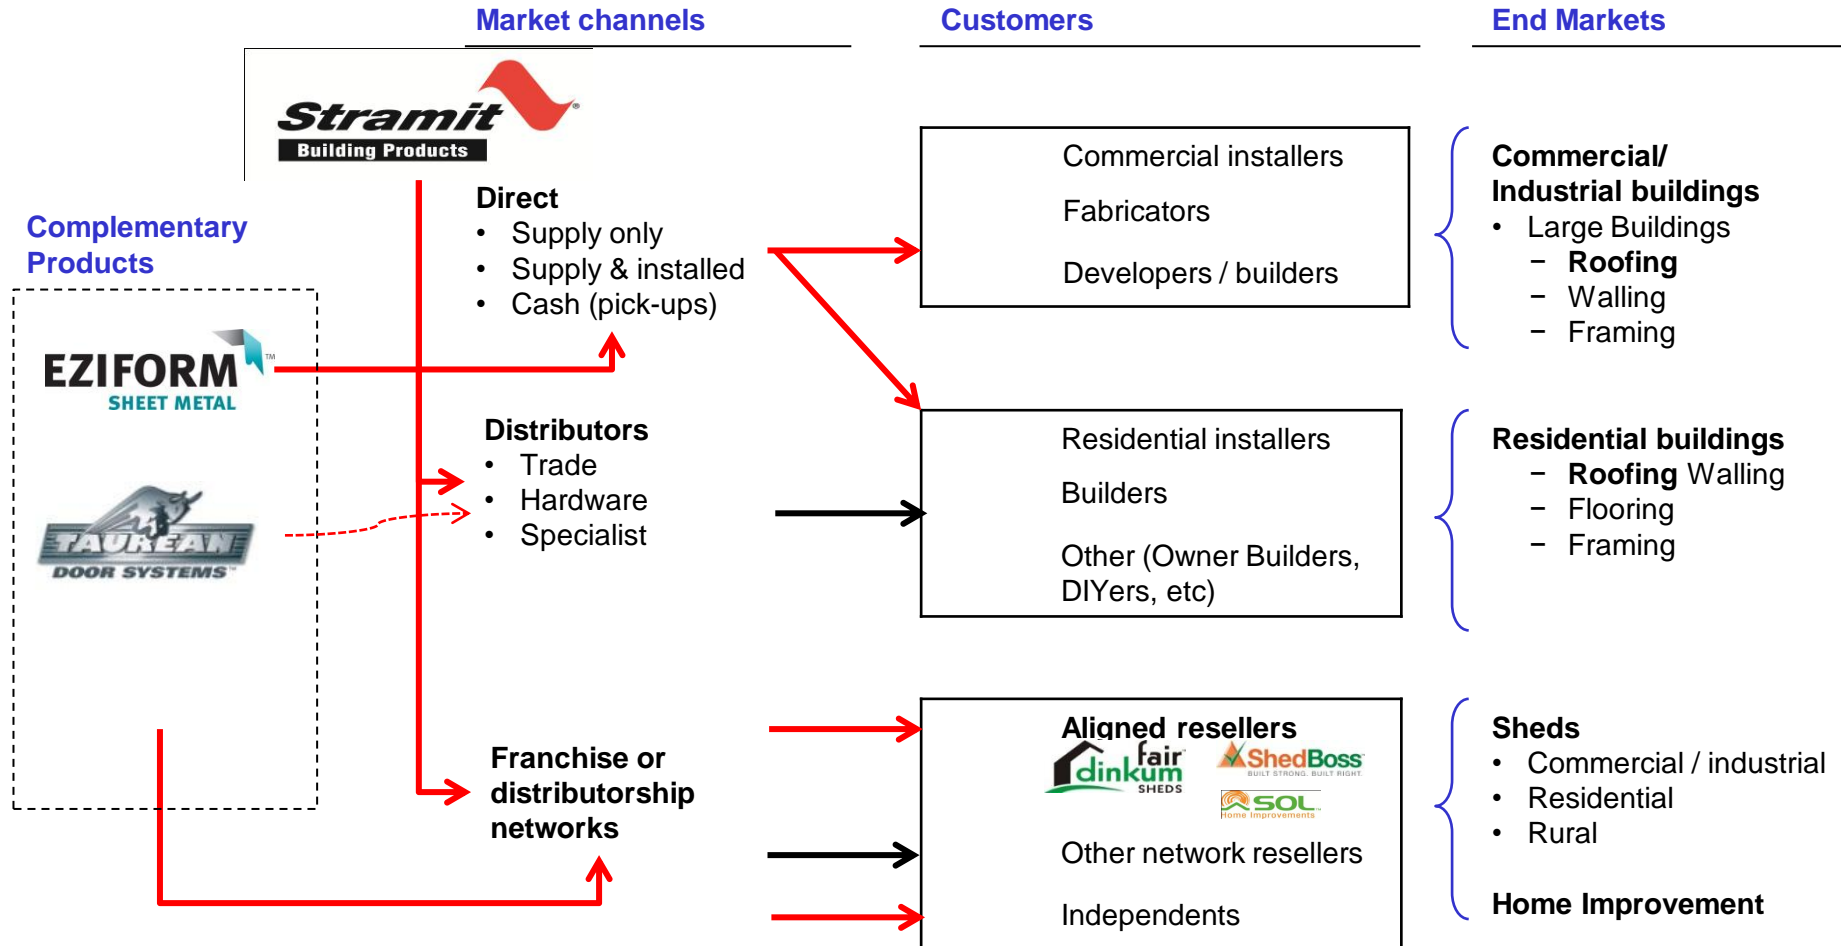 Market channels
Customers
End Markets
Stramit®
Building Products
Complementary
Products
EZIFORM™
SHEET METAL
TAUREAN
DOOR SYSTEMS™
Direct
• Supply only
• Supply & installed
• Cash (pick-ups)
Distributors
• Trade
• Hardware
• Specialist
Franchise or
distributorship
networks
Commercial installers
Fabricators
Developers / builders
Residential installers
Builders
Other (Owner Builders,
DIYers, etc)
Aligned resellers
fair
dinkum
SHEDS
ShedBoss
BUILT STRONG. BUILT RIGHT.
SOL
Home Improvements
Other network resellers
Independents
Commercial/
Industrial buildings
• Large Buildings
− Roofing
− Walling
− Framing
Residential buildings
− Roofing Walling
− Flooring
− Framing
Sheds
• Commercial / industrial
• Residential
• Rural
Home Improvement